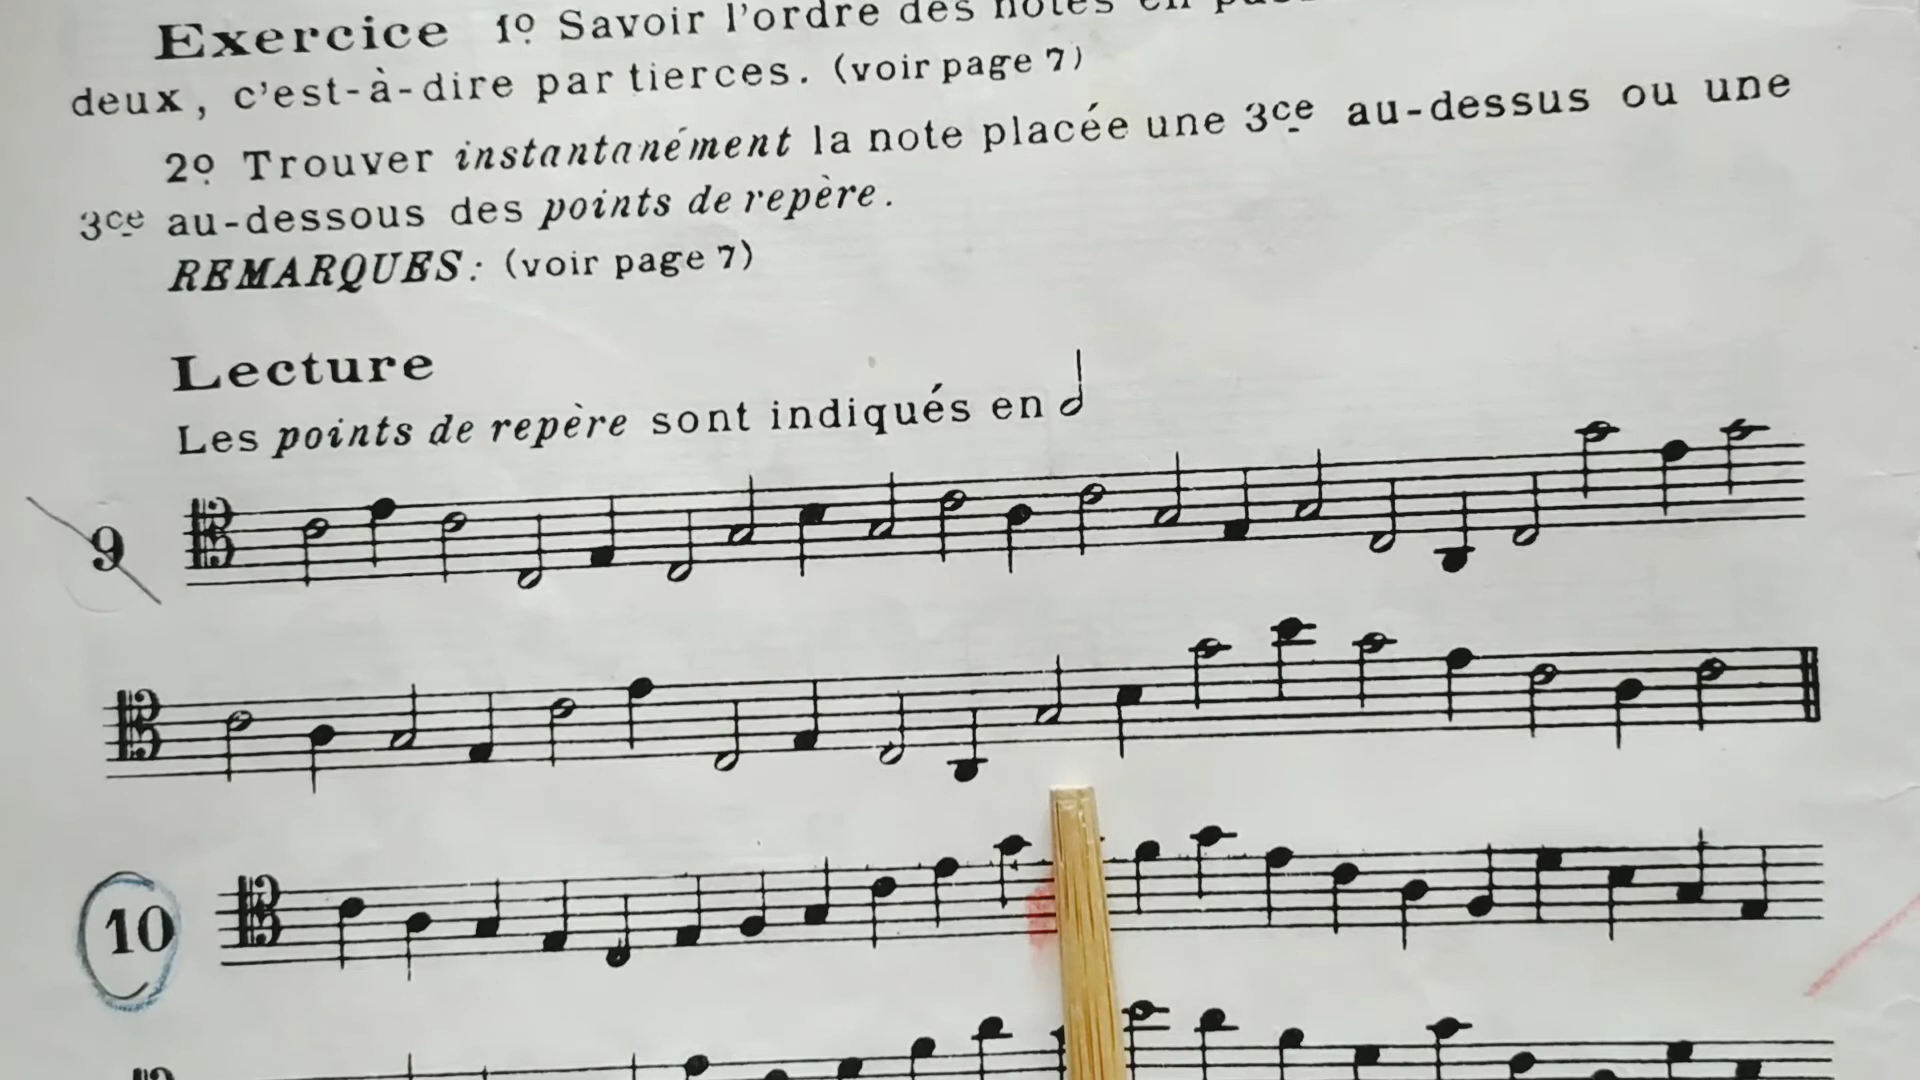 Exercice 1º Savoir l'ordre des notes en
deux, c'est-à-dire par tierces. (voir page 7)
2º Trouver instantanément la note placée une 3ce au-dessus ou une
3ce au-dessous des points de repère.
REMARQUES: (voir page 7)
Lecture
Les points de repère sont indiqués en
9
10